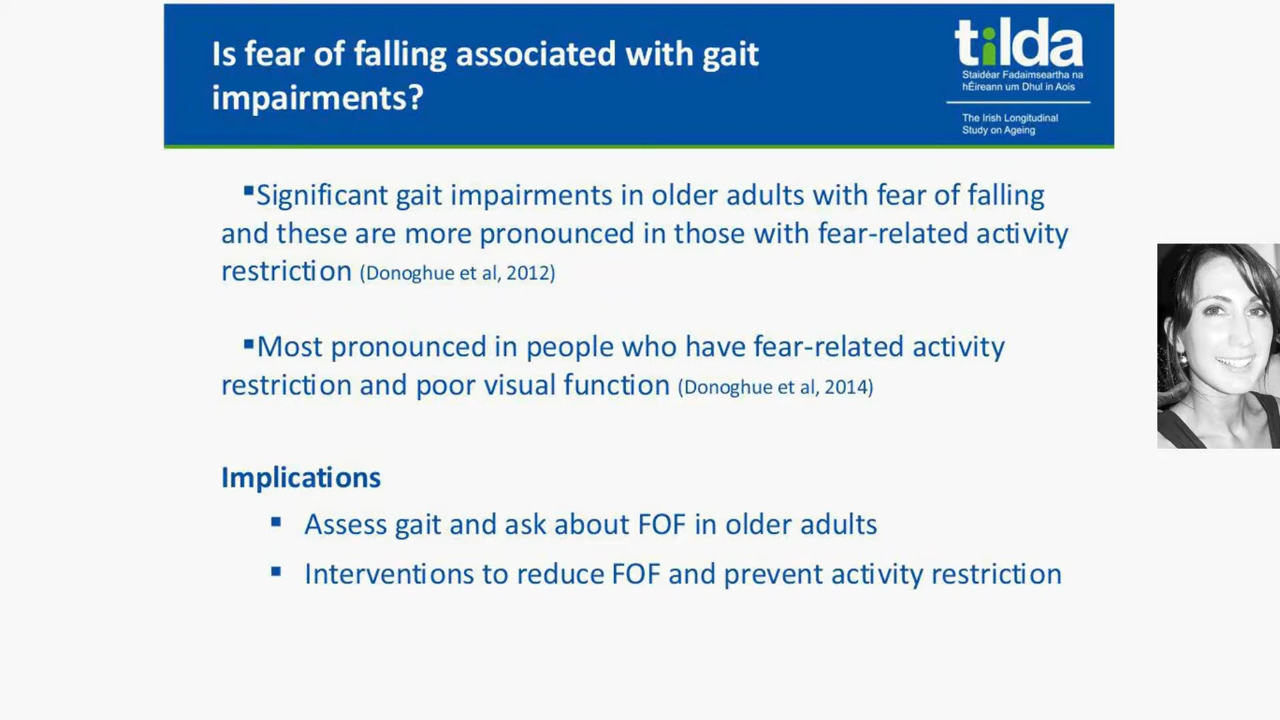 Is fear of falling associated with gait
impairments?
tilda
Staidéar Fadaimseartha na
hÉireann um Dhul in Aois
The Irish Longitudinal
Study on Ageing
▪Significant gait impairments in older adults with fear of falling
and these are more pronounced in those with fear-related activity
restriction (Donoghue et al, 2012)
▪Most pronounced in people who have fear-related activity
restriction and poor visual function (Donoghue et al, 2014)
Implications
▪ Assess gait and ask about FOF in older adults
▪ Interventions to reduce FOF and prevent activity restriction